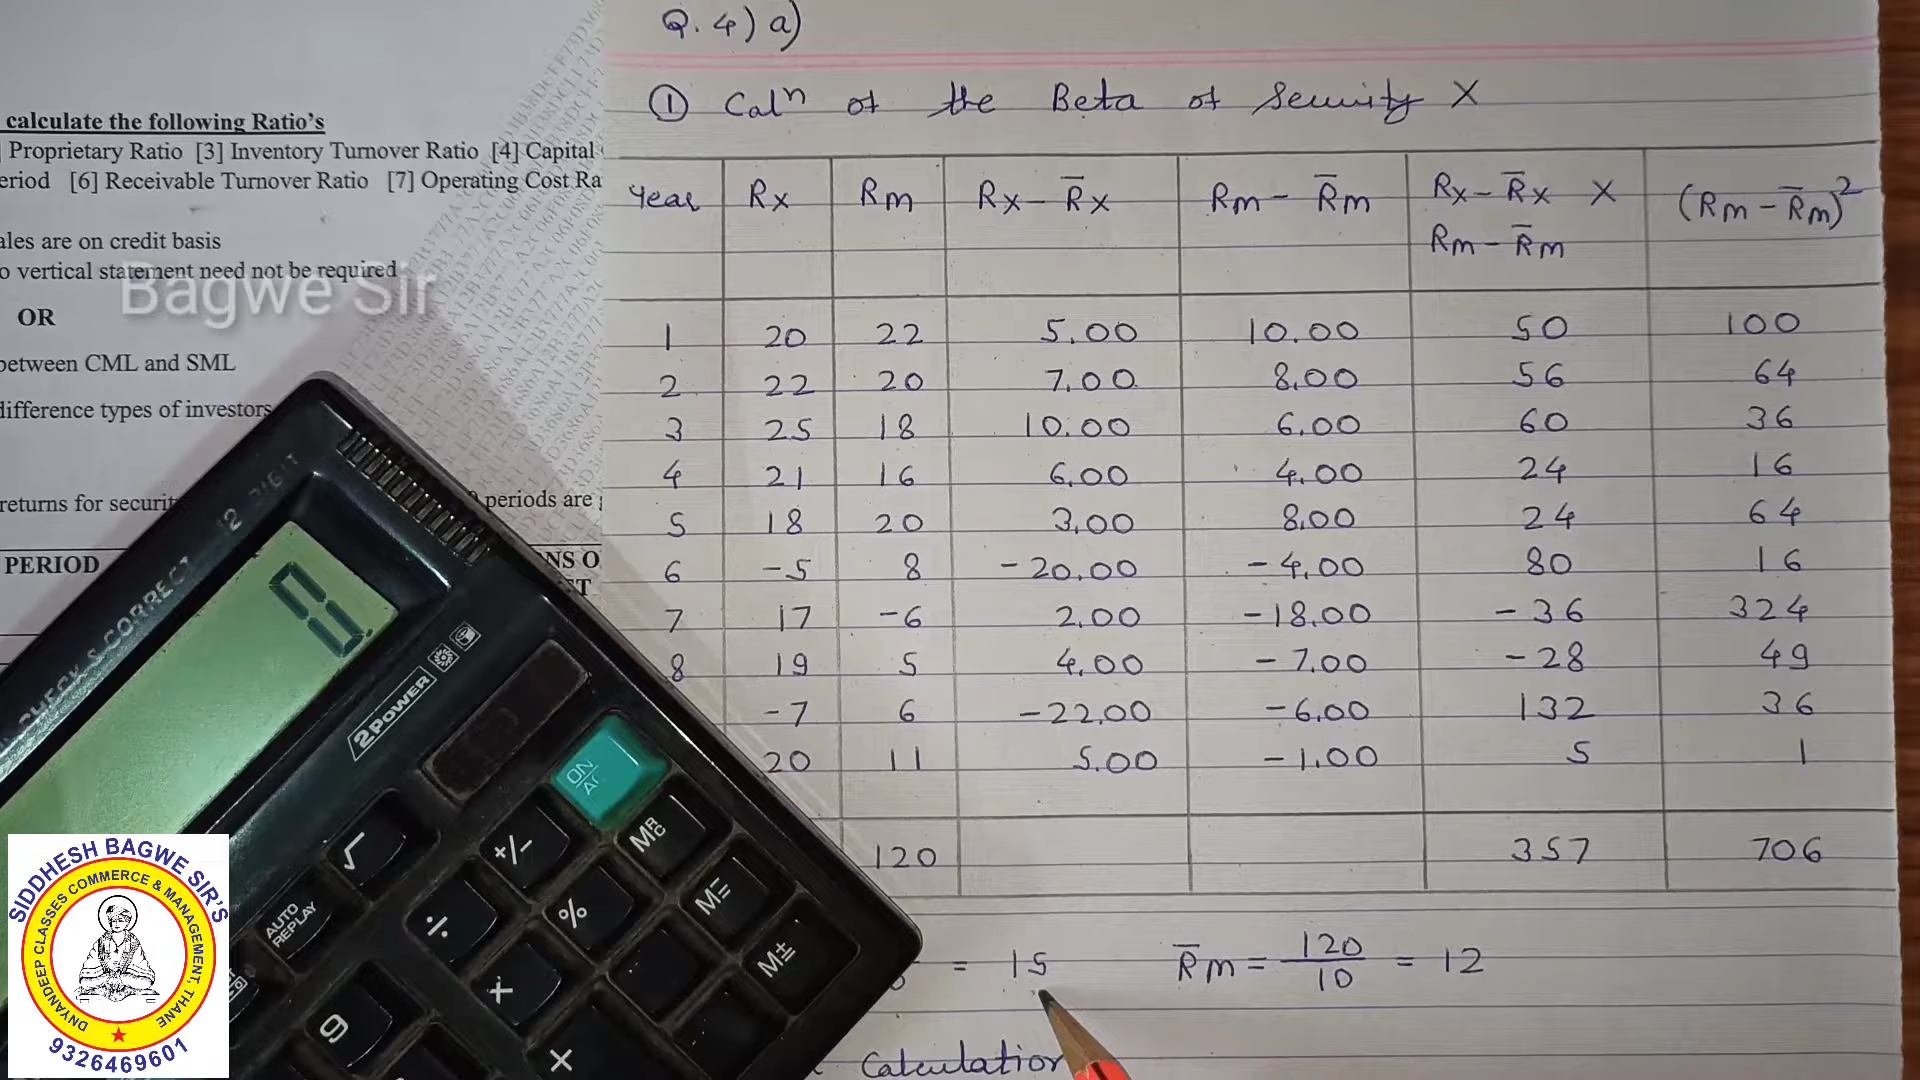 Q. 4) a)
① Calⁿ of the Beta of Security X
calculate the following Ratio's
Proprietary Ratio [3] Inventory Turnover Ratio [4] Capital
eriod [6] Receivable Turnover Ratio [7] Operating Cost Ra
ales are on credit basis
o vertical statement need not be required
Bagwe Sir
OR
between CML and SML
difference types of investors
returns for securit periods are
PERIOD NS O
ST
Year Rx Rm Rx - R̅x Rm - R̅m Rx - R̅x X Rm - R̅m (Rm - R̅m)²
1 20 22 5.00 10.00 50 100
2 22 20 7.00 8.00 56 64
3 25 18 10.00 6.00 60 36
4 21 16 6.00 4.00 24 16
5 18 20 3.00 8.00 24 64
6 -5 8 -20.00 -4.00 80 16
7 17 -6 2.00 -18.00 -36 324
8 19 5 4.00 -7.00 -28 49
-7 6 -22.00 -6.00 132 36
20 11 5.00 -1.00 5 1
120 357 706
= 15 R̅m = 120/10 = 12
Calculation
CHECK & CORRECT 12 DIGIT
0.
2POWER
ON/AC
√ +/- MRC
AUTO REPLAY ÷ % M=
+ M±
9 ×
SIDDHESH BAGWE SIR'S
DNYANDEEP CLASSES COMMERCE & MANAGEMENT, THANE
9326469601